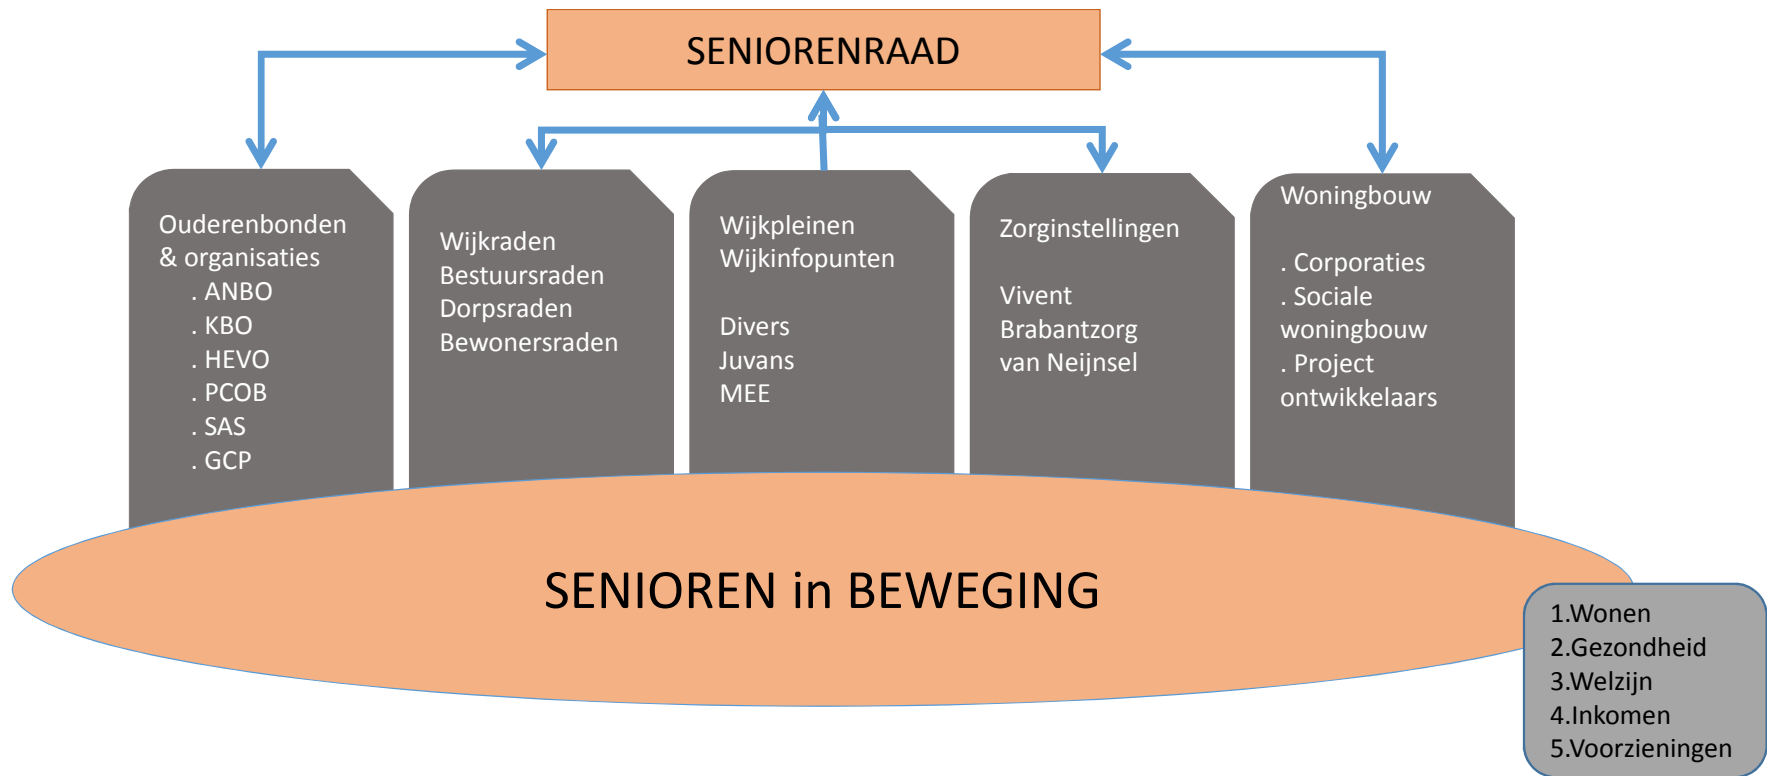 SENIORENRAAD
Ouderenbonden
& organisaties
. ANBO
. KBO
. HEVO
. PCOB
. SAS
. GCP
Wijkraden
Bestuursraden
Dorpsraden
Bewonersraden
Wijkpleinen
Wijkinfopunten
Divers
Juvans
MEE
Zorginstellingen
Vivent
Brabantzorg
van Neijnsel
Woningbouw
. Corporaties
. Sociale
woningbouw
. Project
ontwikkelaars
SENIOREN in BEWEGING
1.Wonen
2.Gezondheid
3.Welzijn
4.Inkomen
5.Voorzieningen